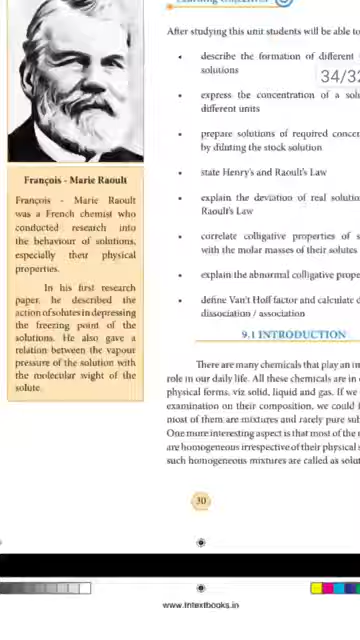 Learning Objectives
After studying this unit students will be able to
describe the formation of different
solutions
34/32
express the concentration of a
different units
prepare solutions of required
by diluting the stock solution
state Henry's and Raoult's Law
explain the deviation of real
Raoult's Law
correlate colligative properties of
with the molar masses of their solutes
explain the abnormal colligative
define Van't Hoff factor and calculate
dissociation / association
François - Marie Raoult
François - Marie Raoult
was a French chemist who
conducted research into
the behaviour of solutions,
especially their physical
properties.
In his first research
paper, he described the
action of solutes in depressing
the freezing point of the
solutions. He also gave a
relation between the vapour
pressure of the solution with
the molecular wight of the
solute.
9.1 INTRODUCTION
There are many chemicals that play an
role in our daily life. All these chemicals are in
physical forms, viz solid, liquid and gas. If we
examination on their composition, we could
most of them are mixtures and rarely pure
One more interesting aspect is that most of the
are homogeneous irrespective of their physical
such homogeneous mixtures are called as
30
www.tntextbooks.in